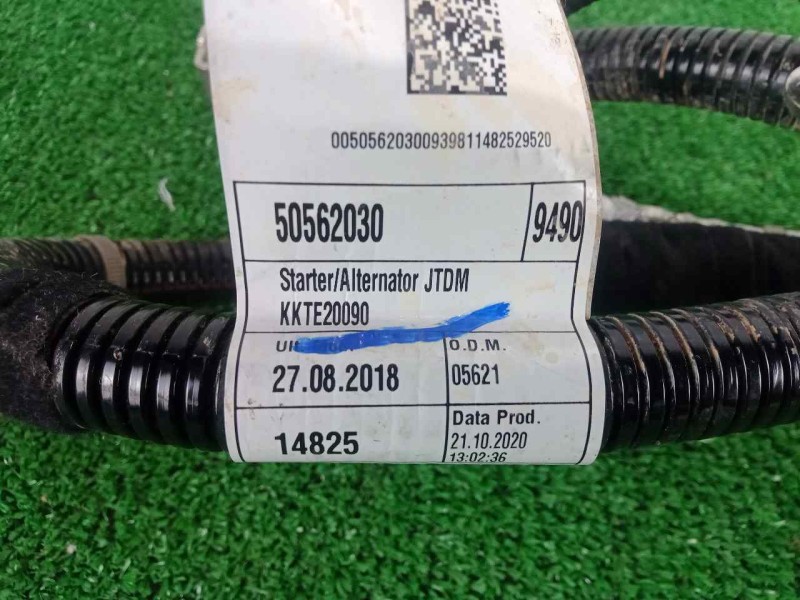 00505620300939811482529520
50562030 9490
Starter/Alternator JTDM
KKTE20090
O.D.M.
27.08.2018 05621
Data Prod.
14825 21.10.2020
13:02:36